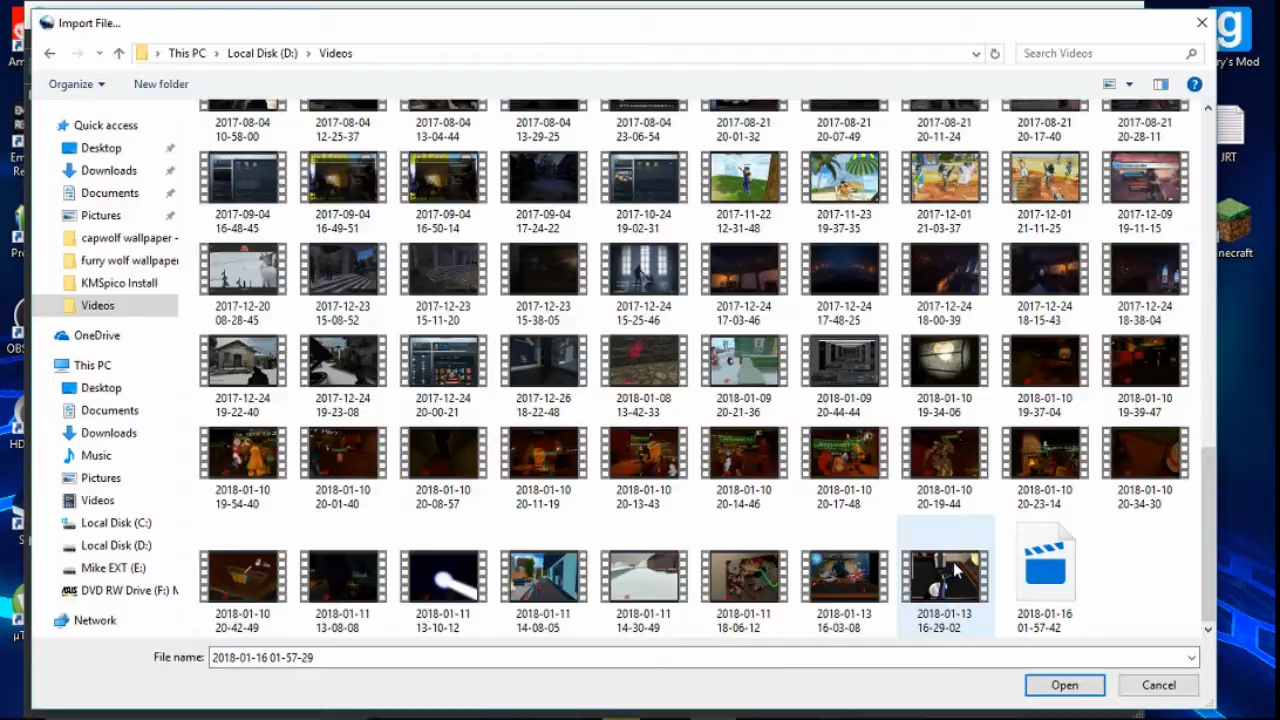 Import File...
This PC > Local Disk (D:) > Videos
Search Videos
Organize
New folder
Quick access
Desktop
Downloads
Documents
Pictures
capwolf wallpaper -
furry wolf wallpaper
KMSpico Install
Videos
OneDrive
This PC
Desktop
Documents
Downloads
Music
Pictures
Videos
Local Disk (C:)
Local Disk (D:)
Mike EXT (E:)
DVD RW Drive (F:) M
Network
2017-08-04 2017-08-04 2017-08-04 2017-08-04 2017-08-04 2017-08-21 2017-08-21 2017-08-21 2017-08-21 2017-08-21
10-58-00 12-25-37 13-04-44 13-29-25 23-06-54 20-01-32 20-07-49 20-11-24 20-17-40 20-28-11
2017-09-04 2017-09-04 2017-09-04 2017-09-04 2017-10-24 2017-11-22 2017-11-23 2017-12-01 2017-12-01 2017-12-09
16-48-45 16-49-51 16-50-14 17-24-22 19-02-31 12-31-48 19-37-35 21-03-37 21-11-25 19-11-15
2017-12-20 2017-12-23 2017-12-23 2017-12-23 2017-12-24 2017-12-24 2017-12-24 2017-12-24 2017-12-24 2017-12-24
08-28-45 15-08-52 15-11-20 15-38-05 15-25-46 17-03-46 17-48-25 18-00-39 18-15-43 18-38-04
2017-12-24 2017-12-24 2017-12-24 2017-12-26 2018-01-08 2018-01-09 2018-01-09 2018-01-10 2018-01-10 2018-01-10
19-22-40 19-23-08 20-00-21 18-22-48 13-42-33 20-21-36 20-44-44 19-34-06 19-37-04 19-39-47
2018-01-10 2018-01-10 2018-01-10 2018-01-10 2018-01-10 2018-01-10 2018-01-10 2018-01-10 2018-01-10 2018-01-10
19-54-40 20-01-40 20-08-57 20-11-19 20-13-43 20-14-46 20-17-48 20-19-44 20-23-14 20-34-30
2018-01-10 2018-01-11 2018-01-11 2018-01-11 2018-01-11 2018-01-11 2018-01-13 2018-01-13 2018-01-16
20-42-49 13-08-08 13-10-12 14-08-05 14-30-49 18-06-12 16-03-08 16-29-02 01-57-42
File name: 2018-01-16 01-57-29
Open
Cancel
ry's Mod
JRT
inecraft